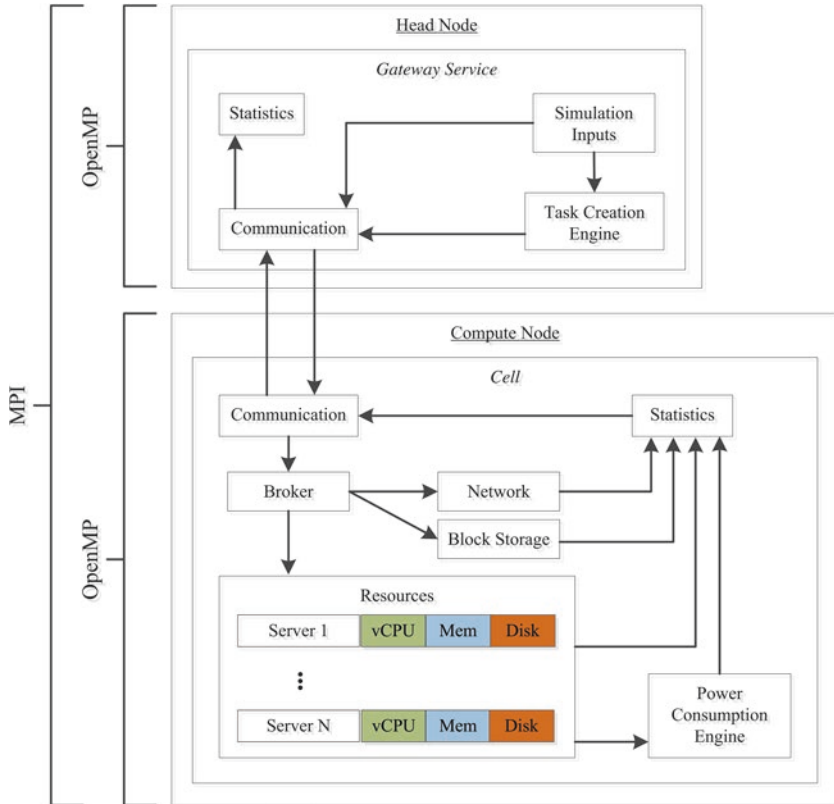 Head Node
Gateway Service
Statistics
Simulation
Inputs
Communication
Task Creation
Engine
OpenMP
MPI
Compute Node
Cell
Communication
Statistics
Broker
Network
Block Storage
OpenMP
Resources
Server 1 vCPU Mem Disk
Server N vCPU Mem Disk
Power
Consumption
Engine